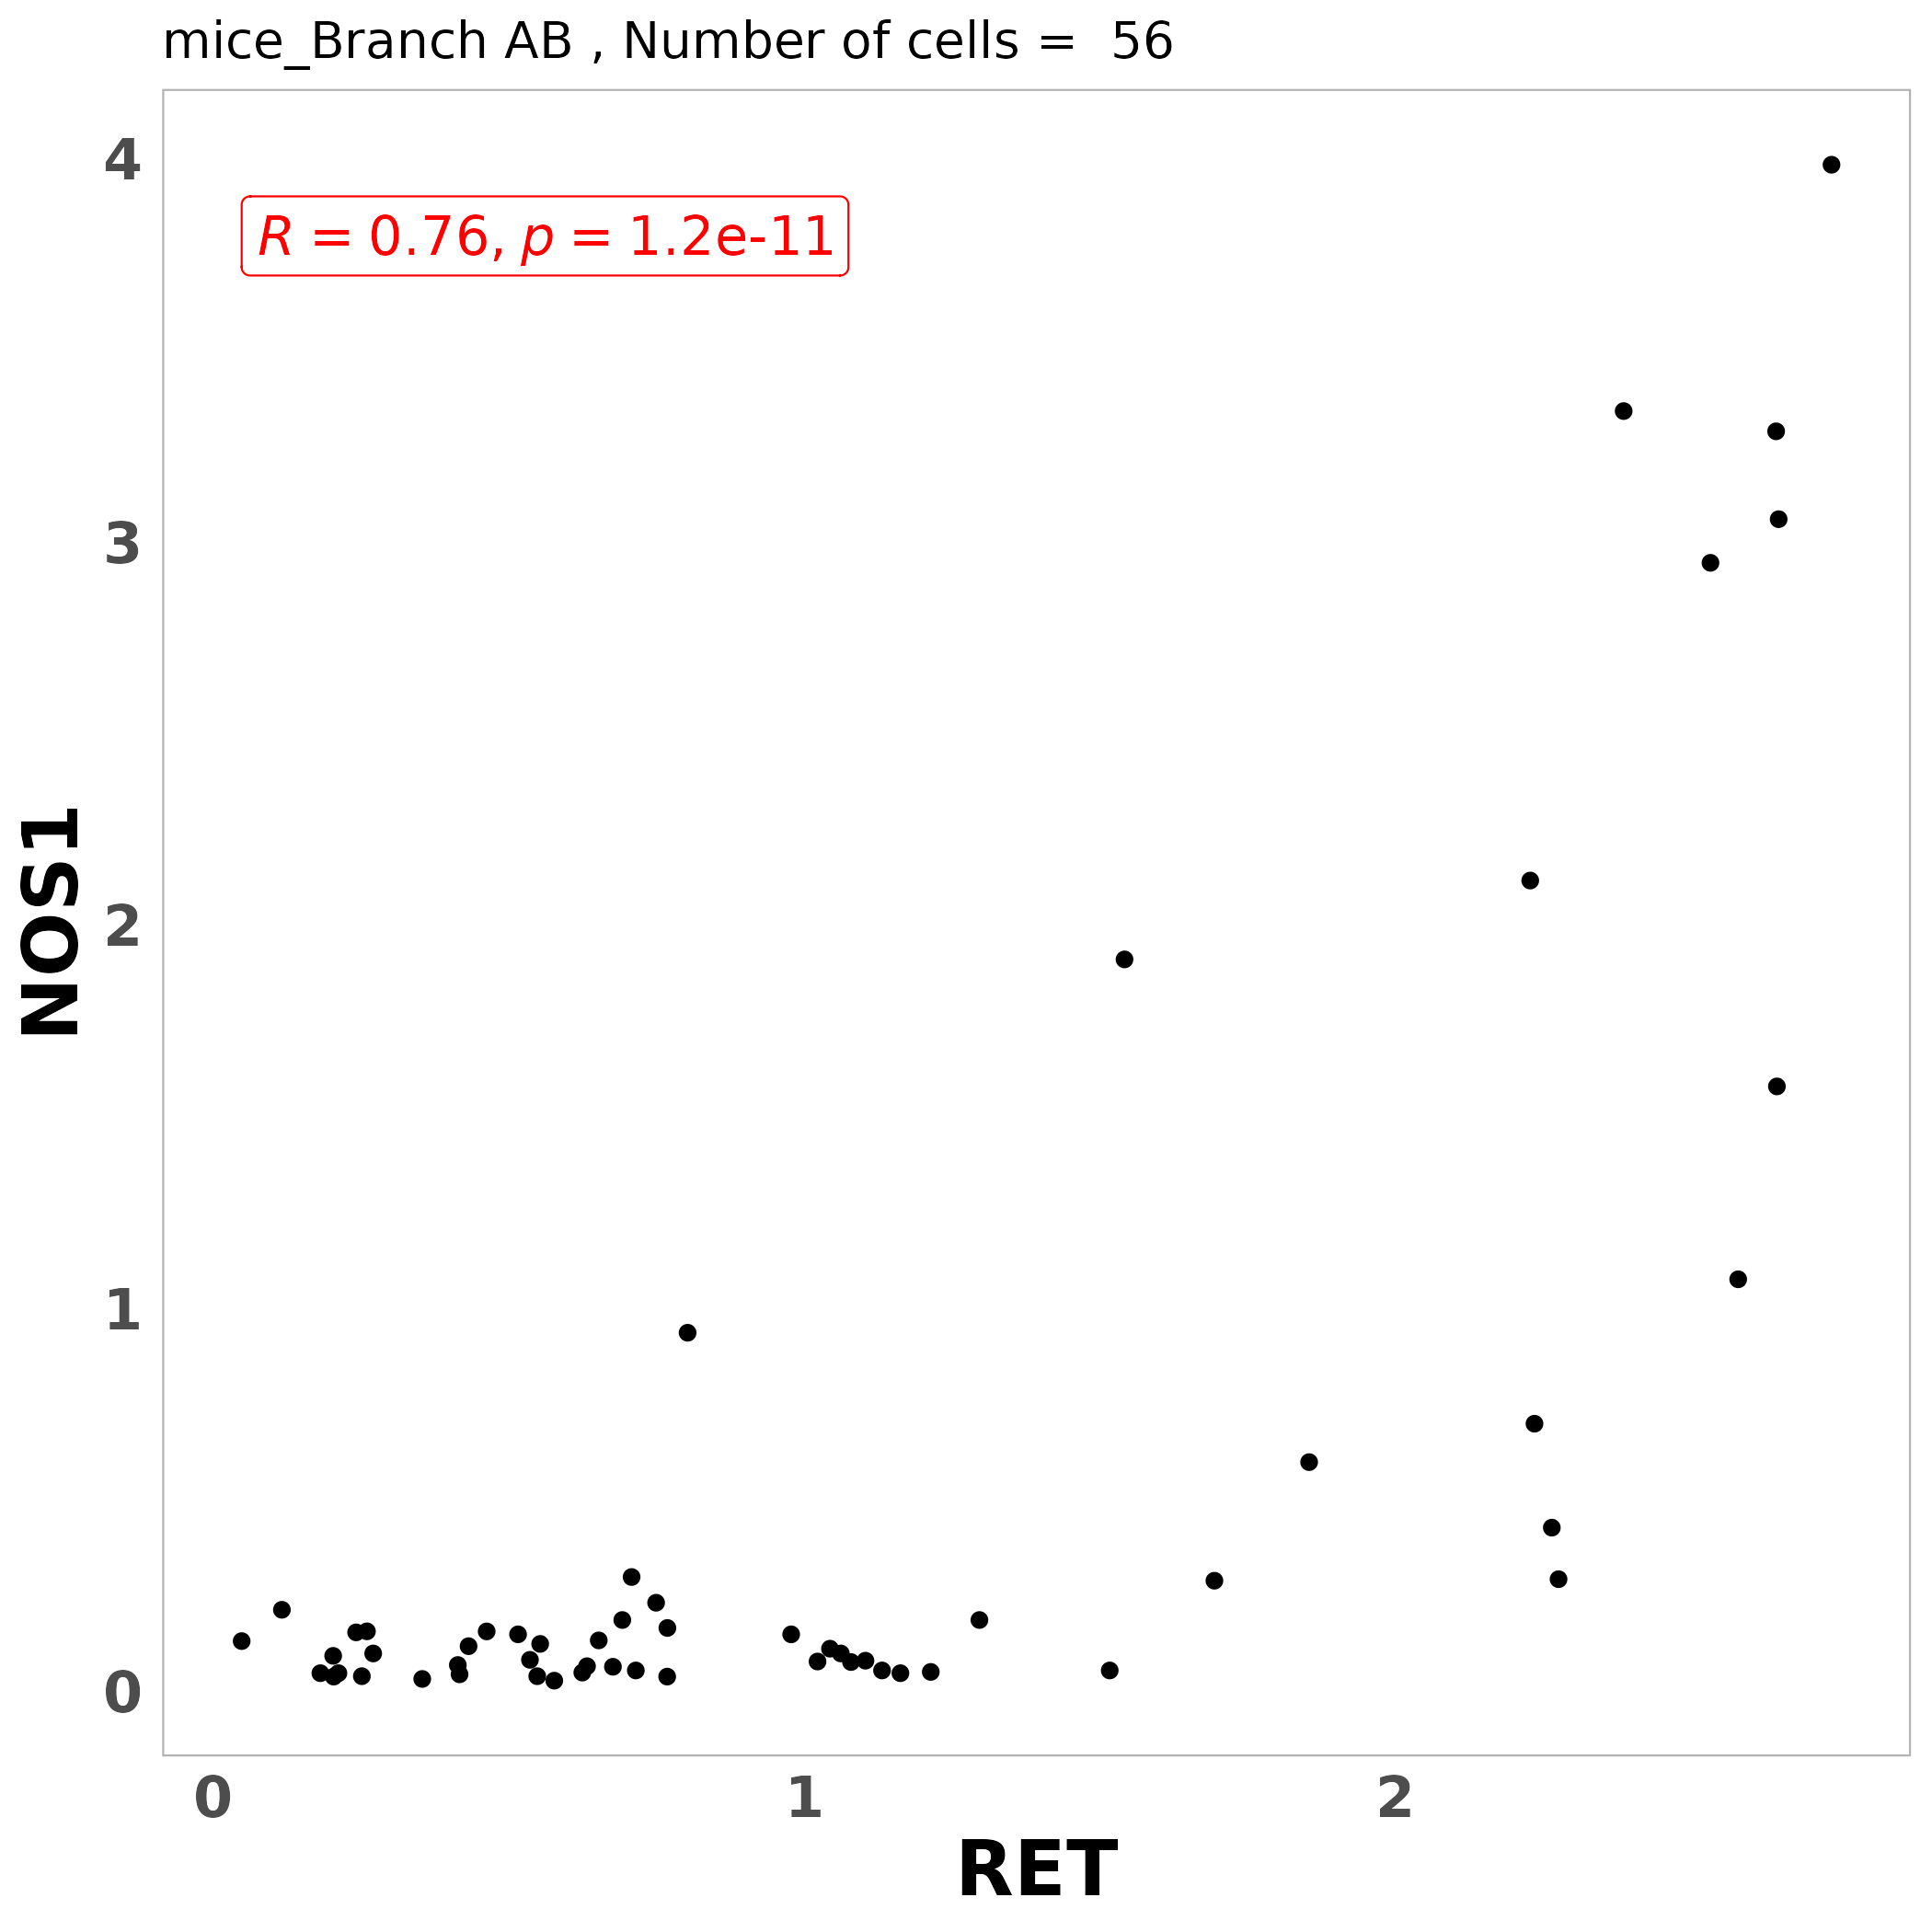 mice_Branch AB , Number of cells =  56
4
R = 0.76, p = 1.2e-11
3
NOS1
2
1
0
0 1 2
RET